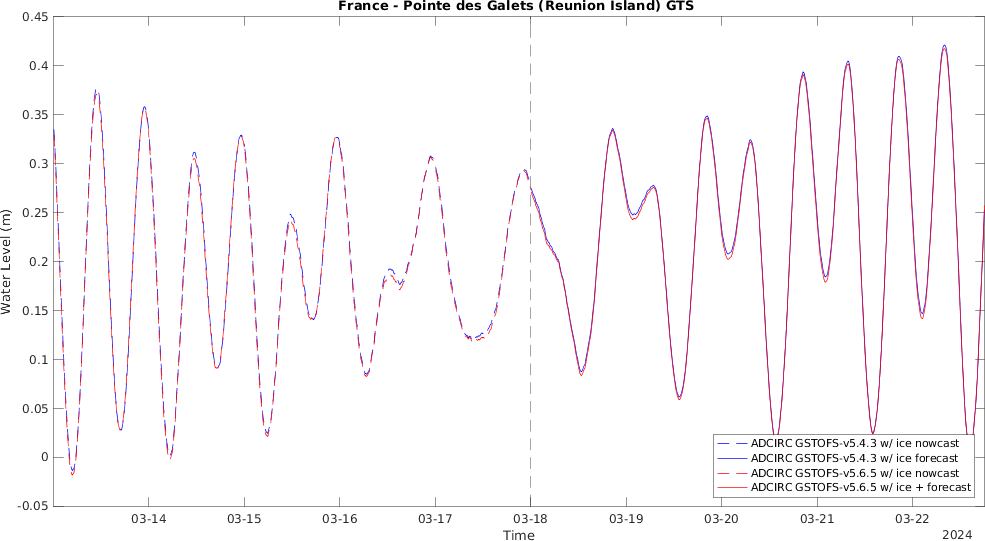 France - Pointe des Galets (Reunion Island) GTS
Water Level (m)
0.45
0.4
0.35
0.3
0.25
0.2
0.15
0.1
0.05
0
-0.05
ADCIRC GSTOFS-v5.4.3 w/ ice nowcast
ADCIRC GSTOFS-v5.4.3 w/ ice forecast
ADCIRC GSTOFS-v5.6.5 w/ ice nowcast
ADCIRC GSTOFS-v5.6.5 w/ ice + forecast
03-14 03-15 03-16 03-17 03-18 03-19 03-20 03-21 03-22
Time
2024